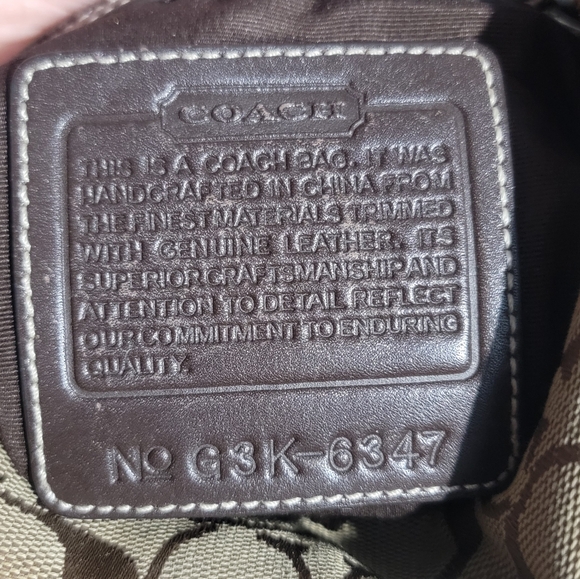 COACH
THIS IS A COACH BAG. IT WAS
HANDCRAFTED IN CHINA FROM
THE FINEST MATERIALS TRIMMED
WITH GENUINE LEATHER. ITS
SUPERIOR CRAFTSMANSHIP AND
ATTENTION TO DETAIL REFLECT
OUR COMMITMENT TO ENDURING
QUALITY.
No G3K-6347